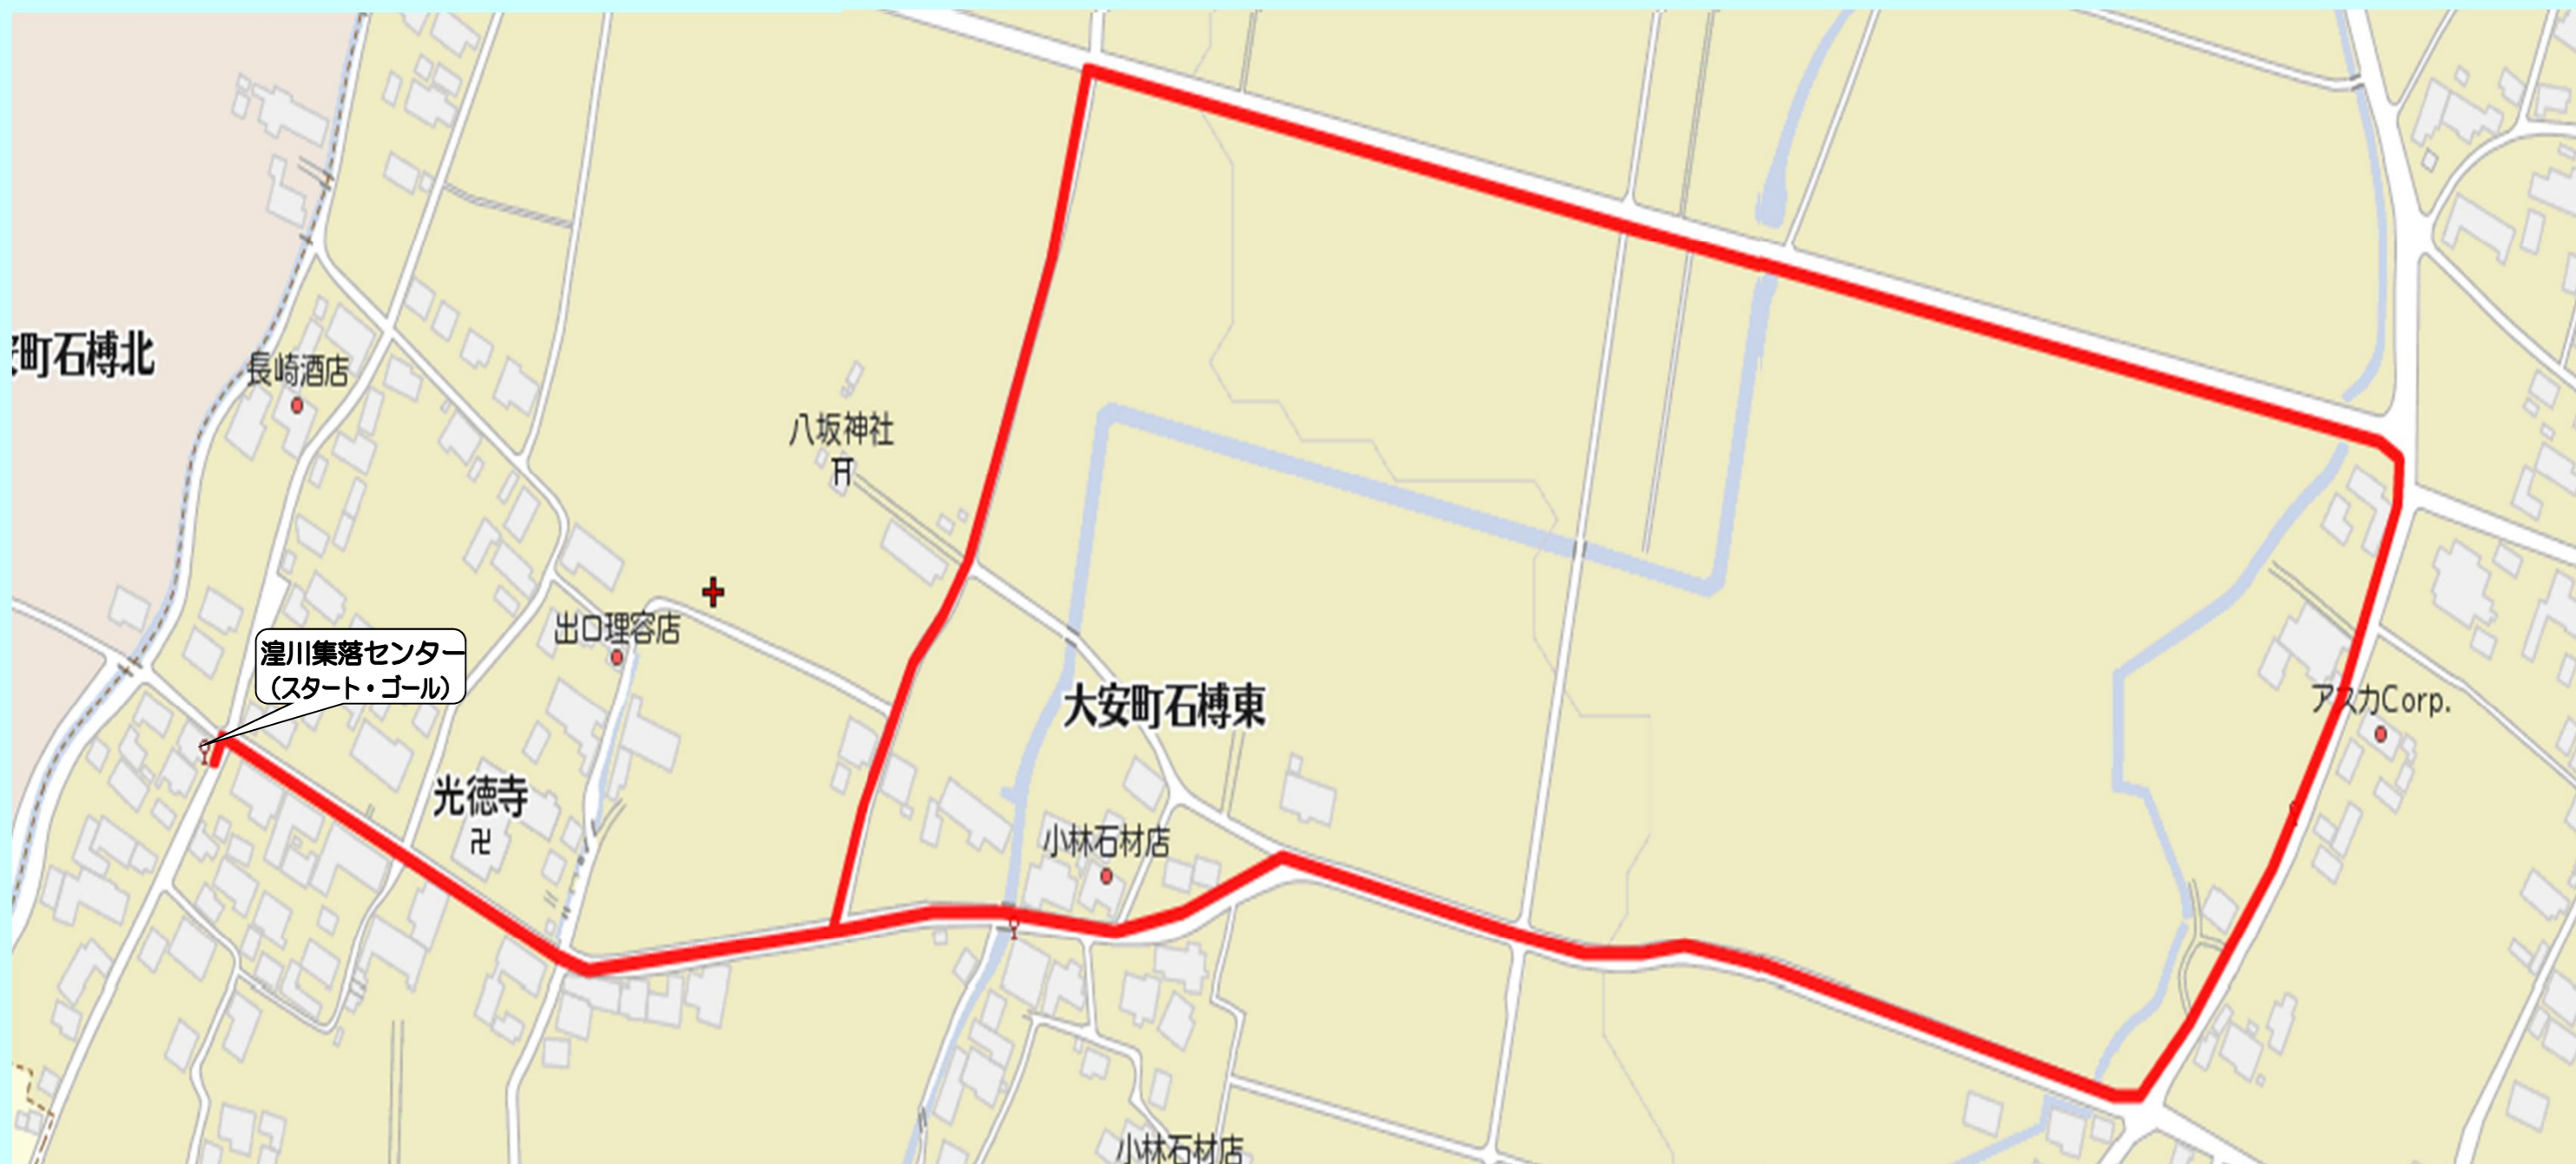 町石榑北
長崎酒店
八坂神社
出口理容店
湟川集落センター
（スタート・ゴール）
大安町石榑東
アスカCorp.
光徳寺
小林石材店
小林石材店